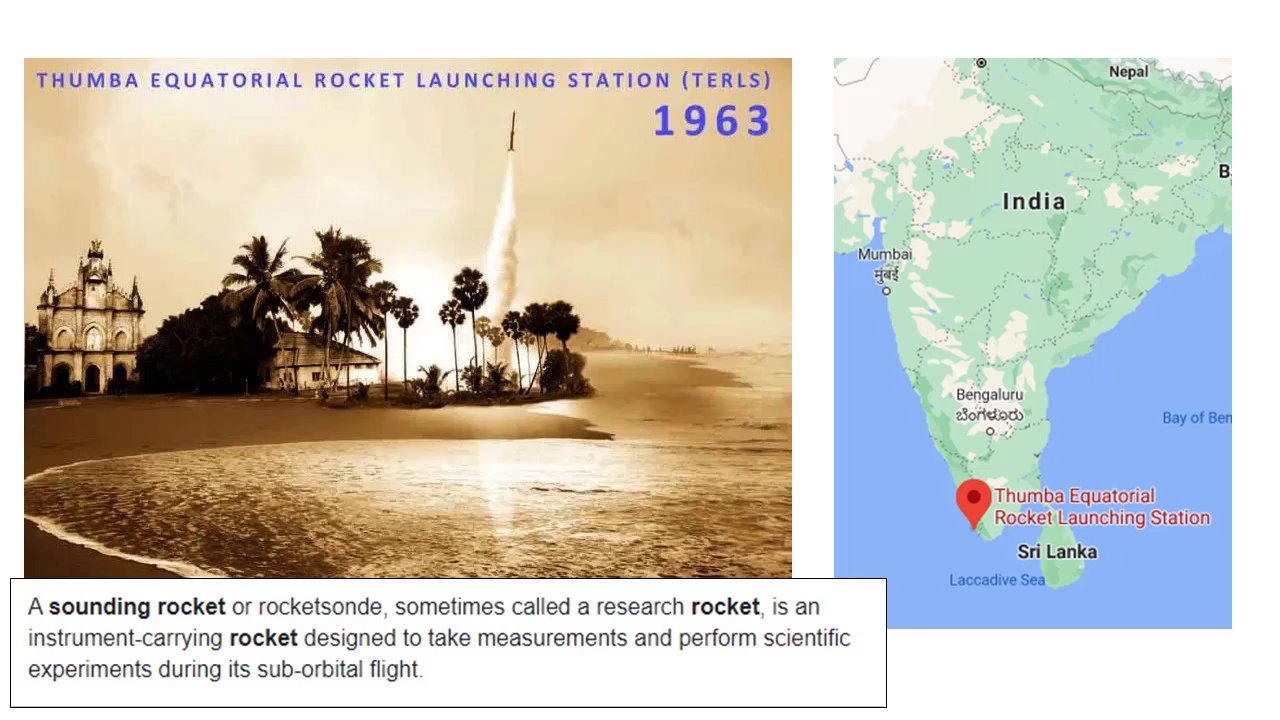 THUMBA EQUATORIAL ROCKET LAUNCHING STATION (TERLS)
1963
A sounding rocket or rocketsonde, sometimes called a research rocket, is an
instrument-carrying rocket designed to take measurements and perform scientific
experiments during its sub-orbital flight.
Nepal
India
Mumbai
मुंबई
Bengaluru
ಬೆಂಗಳೂರು
Bay of Ben
Thumba Equatorial
Rocket Launching Station
Sri Lanka
Laccadive Sea